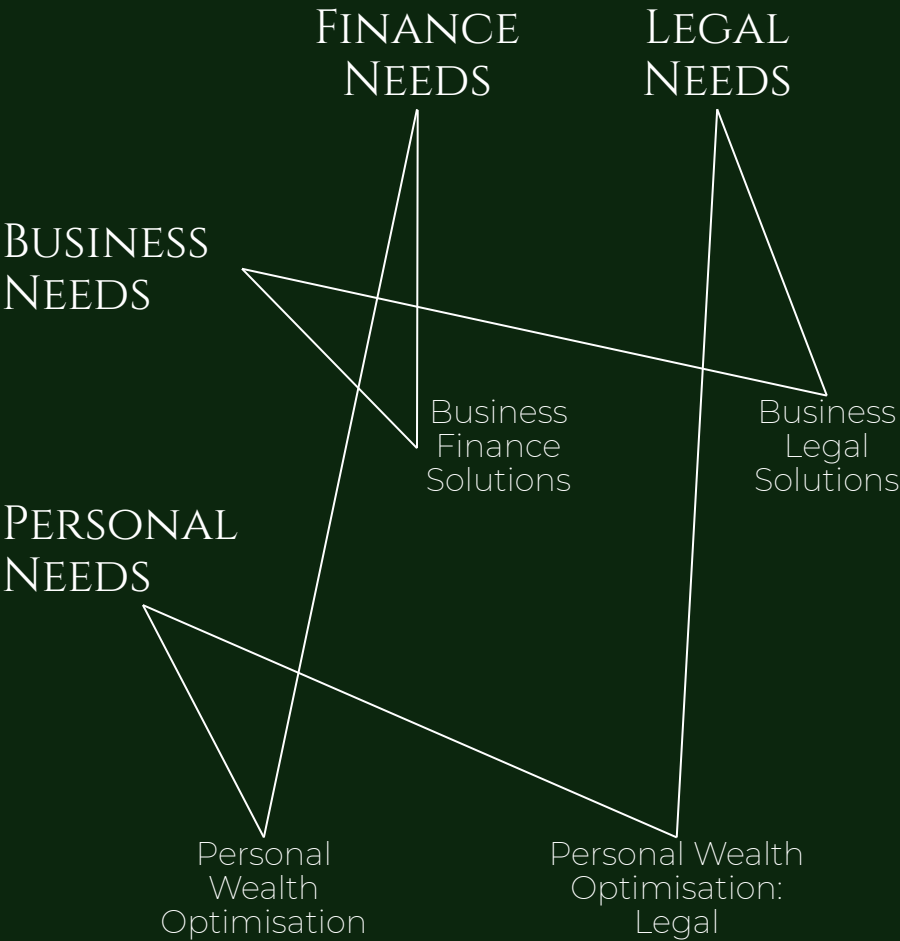 Finance
Needs
Legal
Needs
Business
Needs
Business
Finance
Solutions
Business
Legal
Solutions
Personal
Needs
Personal
Wealth
Optimisation
Personal Wealth
Optimisation:
Legal